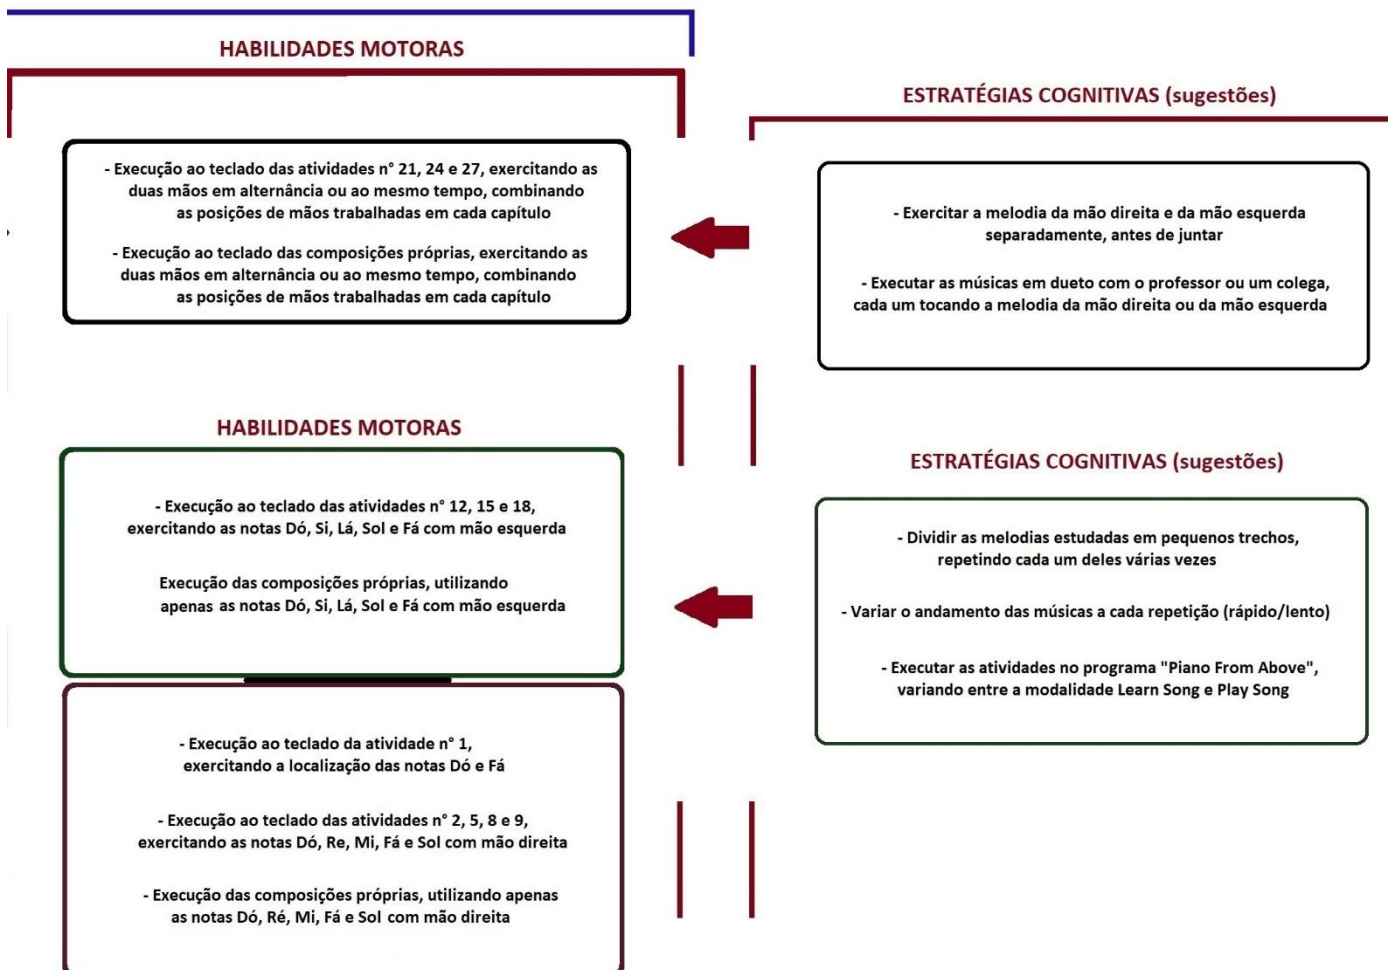 HABILIDADES MOTORAS
- Execução ao teclado das atividades n° 21, 24 e 27, exercitando as
duas mãos em alternância ou ao mesmo tempo, combinando
as posições de mãos trabalhadas em cada capítulo
- Execução ao teclado das composições próprias, exercitando as
duas mãos em alternância ou ao mesmo tempo, combinando
as posições de mãos trabalhadas em cada capítulo
ESTRATÉGIAS COGNITIVAS (sugestões)
- Exercitar a melodia da mão direita e da mão esquerda
separadamente, antes de juntar
- Executar as músicas em dueto com o professor ou um colega,
cada um tocando a melodia da mão direita ou da mão esquerda
HABILIDADES MOTORAS
- Execução ao teclado das atividades n° 12, 15 e 18,
exercitando as notas Dó, Si, Lá, Sol e Fá com mão esquerda
Execução das composições próprias, utilizando
apenas as notas Dó, Si, Lá, Sol e Fá com mão esquerda
ESTRATÉGIAS COGNITIVAS (sugestões)
- Dividir as melodias estudadas em pequenos trechos,
repetindo cada um deles várias vezes
- Variar o andamento das músicas a cada repetição (rápido/lento)
- Executar as atividades no programa "Piano From Above",
variando entre a modalidade Learn Song e Play Song
- Execução ao teclado da atividade n° 1,
exercitando a localização das notas Dó e Fá
- Execução ao teclado das atividades n° 2, 5, 8 e 9,
exercitando as notas Dó, Re, Mi, Fá e Sol com mão direita
- Execução das composições próprias, utilizando apenas
as notas Dó, Ré, Mi, Fá e Sol com mão direita